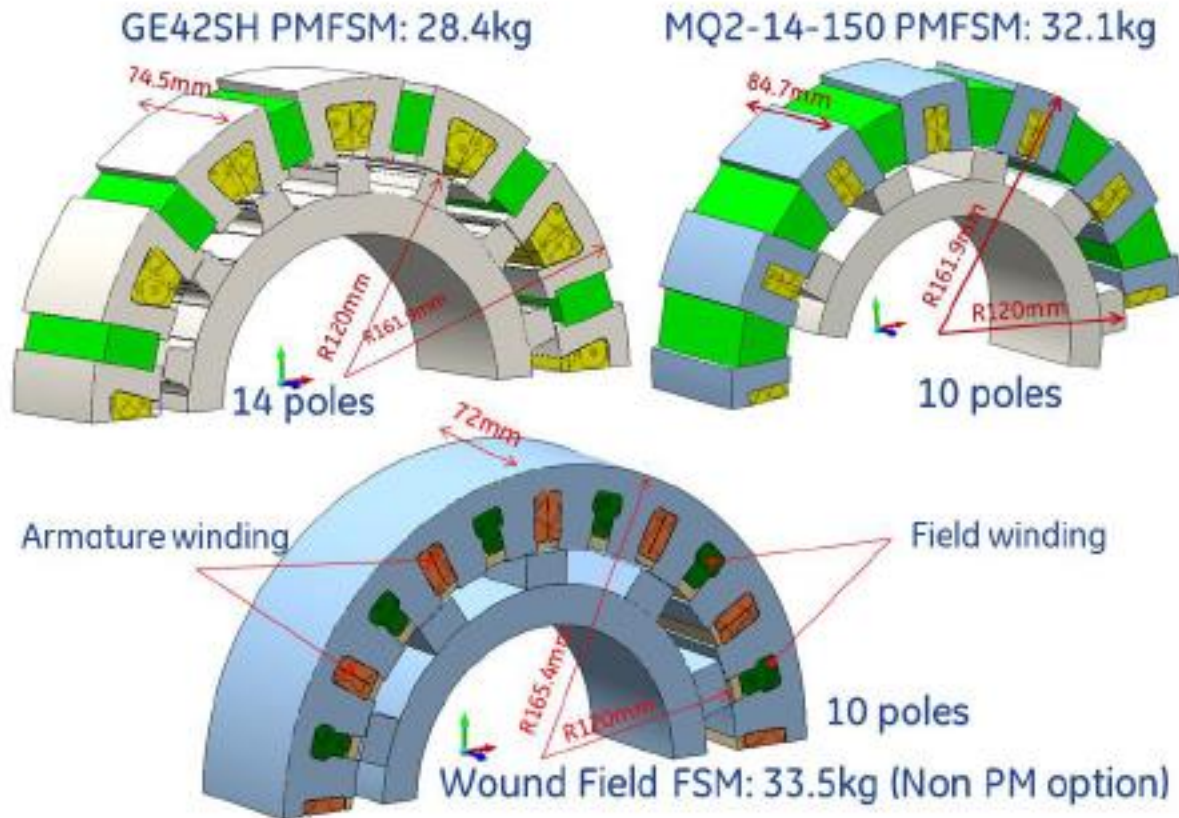 GE42SH PMFSM: 28.4kg
MQ2-14-150 PMFSM: 32.1kg
74.5mm
84.7mm
R120mm
R161.9mm
R161.9mm
R120mm
14 poles
10 poles
72mm
Armature winding
Field winding
R165.4mm
R120mm
10 poles
Wound Field FSM: 33.5kg (Non PM option)